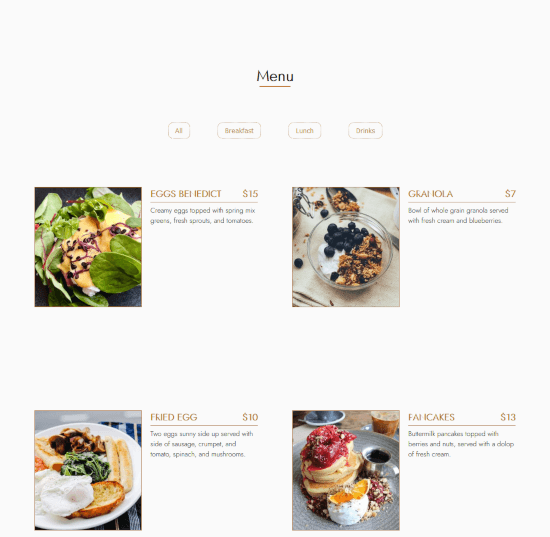 Menu
All
Breakfast
Lunch
Drinks
EGGS BENEDICT $15
Creamy eggs topped with spring mix
greens, fresh sprouts, and tomatoes.
GRANOLA $7
Bowl of whole grain granola served
with fresh cream and blueberries.
FRIED EGG $10
Two eggs sunny side up served with
side of sausage, crumpet, and
tomato, spinach, and mushrooms.
PANCAKES $13
Buttermilk pancakes topped with
berries and nuts, served with a dolop
of fresh cream.